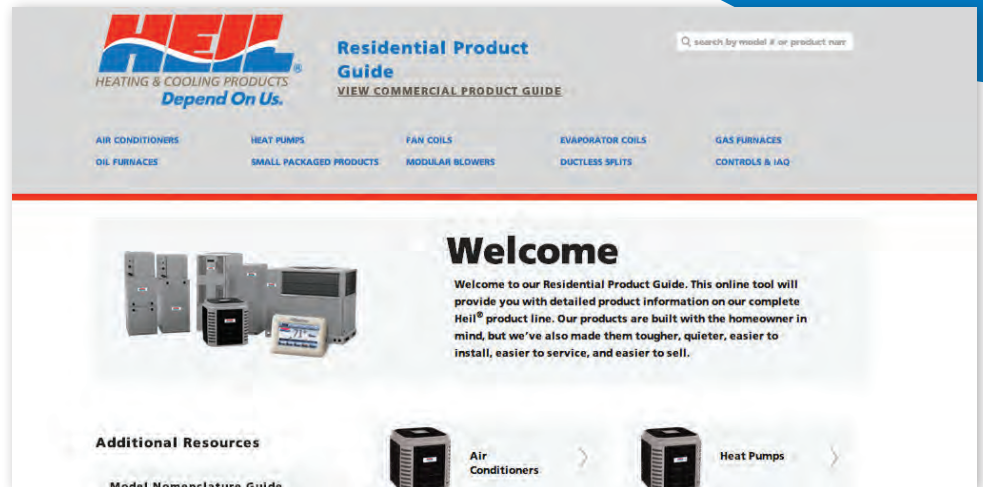 HEIL®
HEATING & COOLING PRODUCTS
Depend On Us.
Residential Product
Guide
VIEW COMMERCIAL PRODUCT GUIDE
search by model # or product nam
AIR CONDITIONERS HEAT PUMPS FAN COILS EVAPORATOR COILS GAS FURNACES
OIL FURNACES SMALL PACKAGED PRODUCTS MODULAR BLOWERS DUCTLESS SPLITS CONTROLS & IAQ
Welcome
Welcome to our Residential Product Guide. This online tool will
provide you with detailed product information on our complete
Heil® product line. Our products are built with the homeowner in
mind, but we've also made them tougher, quieter, easier to
install, easier to service, and easier to sell.
Additional Resources
Model Nomenclature Guide
Air
Conditioners
Heat Pumps